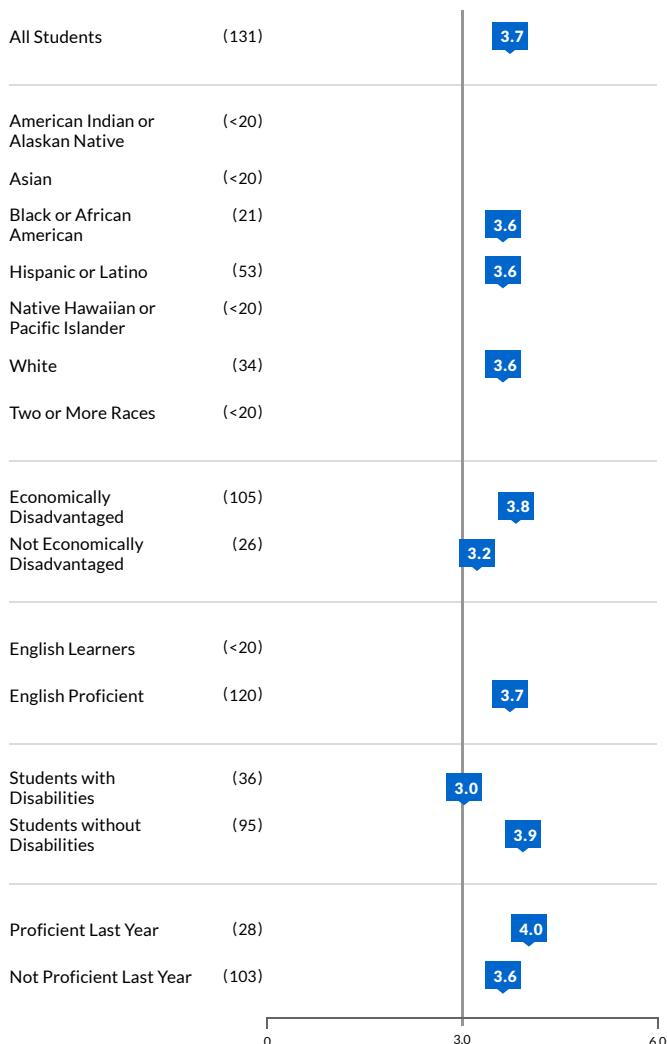 All Students (131) 3.7
American Indian or (<20)
Alaskan Native
Asian (<20)
Black or African (21) 3.6
American
Hispanic or Latino (53) 3.6
Native Hawaiian or (<20)
Pacific Islander
White (34) 3.6
Two or More Races (<20)
Economically (105) 3.8
Disadvantaged
Not Economically (26) 3.2
Disadvantaged
English Learners (<20)
English Proficient (120) 3.7
Students with (36) 3.0
Disabilities
Students without (95) 3.9
Disabilities
Proficient Last Year (28) 4.0
Not Proficient Last Year (103) 3.6
0 3.0 6.0